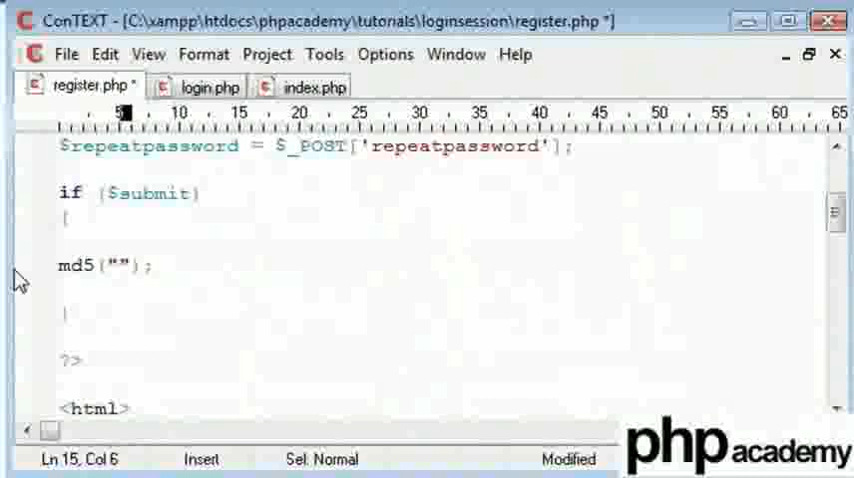 ConTEXT - [C:\xampp\htdocs\phpacademy\tutorials\loginsession\register.php *]
File Edit View Format Project Tools Options Window Help
register.php * login.php index.php
5 10 15 20 25 30 35 40 45 50 55 60 65
$repeatpassword = $_POST['repeatpassword'];
if ($submit)
{
md5("");
}
?>
<html>
Ln 15, Col 6 Insert Sel: Normal Modified
php academy